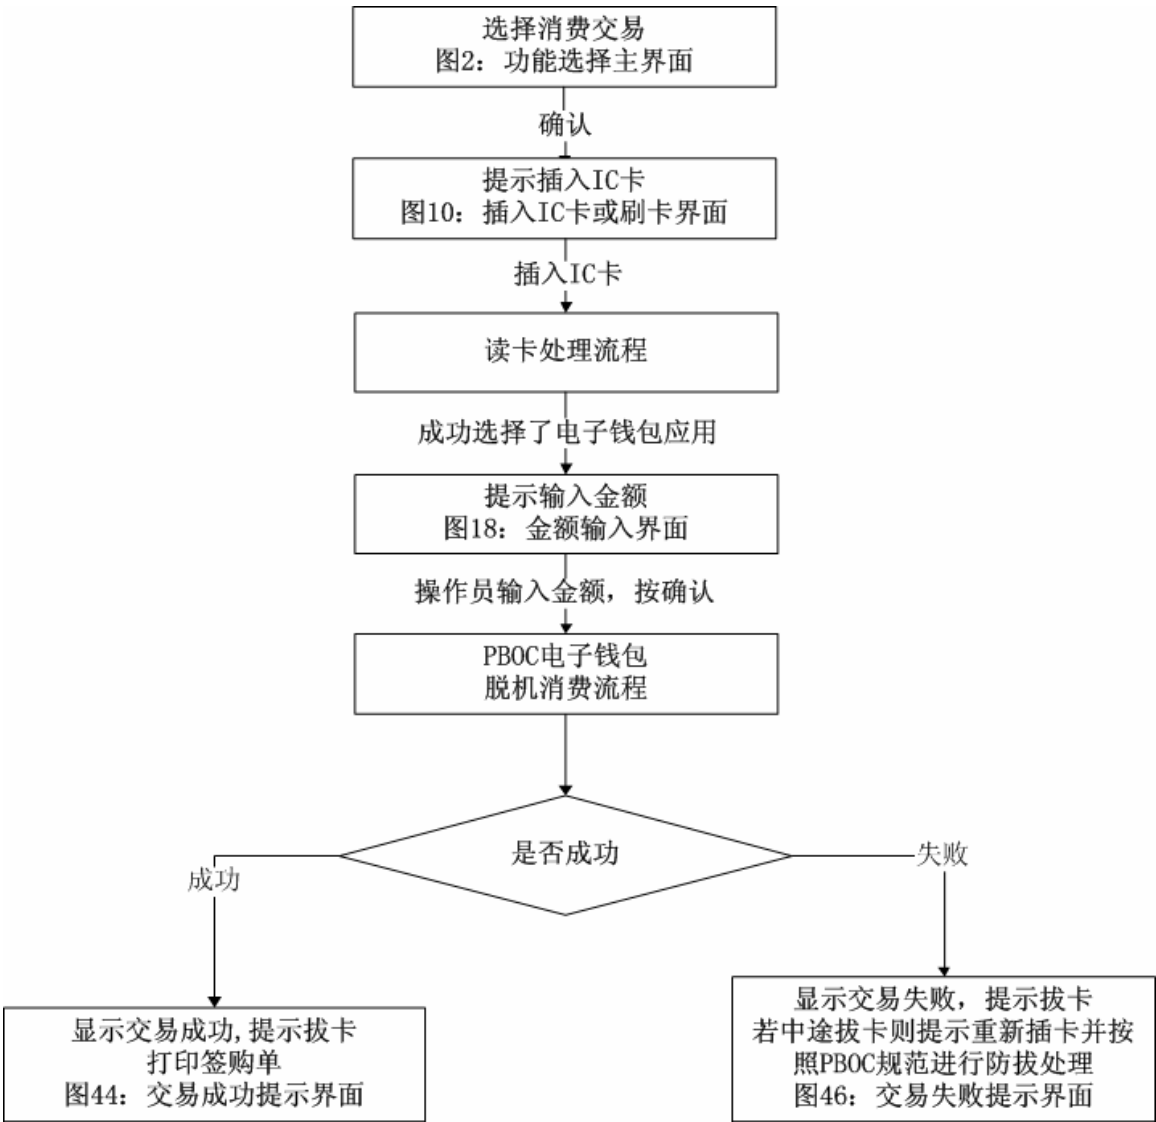 选择消费交易
图2：功能选择主界面
确认
提示插入IC卡
图10：插入IC卡或刷卡界面
插入IC卡
读卡处理流程
成功选择了电子钱包应用
提示输入金额
图18：金额输入界面
操作员输入金额，按确认
PBOC电子钱包
脱机消费流程
是否成功
成功
失败
显示交易成功,提示拔卡
打印签购单
图44：交易成功提示界面
显示交易失败，提示拔卡
若中途拔卡则提示重新插卡并按
照PBOC规范进行防拔处理
图46：交易失败提示界面